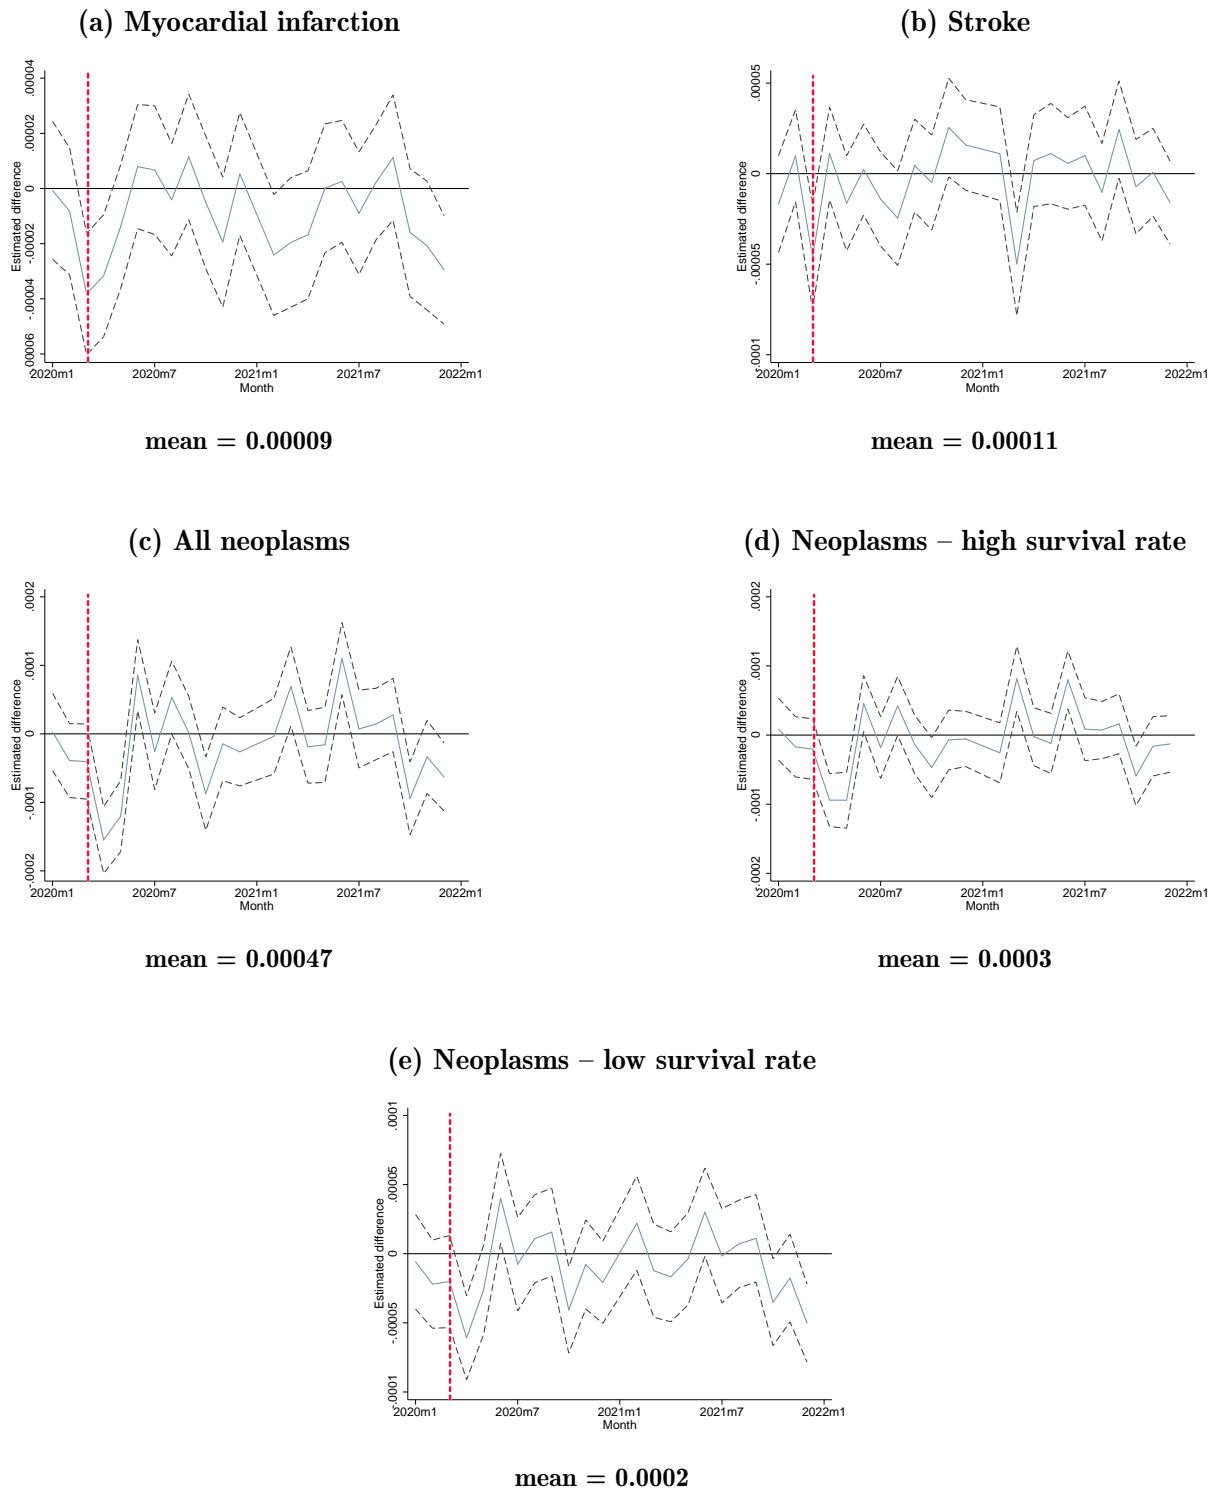 (a) Myocardial infarction
(b) Stroke
Estimated difference
.00004
.00002
0
-.00002
-.00004
-.00006
2020m1 2020m7 2021m1 2021m7 2022m1
Month
Estimated difference
.00005
0
-.00005
-.0001
2020m1 2020m7 2021m1 2021m7 2022m1
Month
mean = 0.00009
mean = 0.00011
(c) All neoplasms
(d) Neoplasms – high survival rate
Estimated difference
.0002
.0001
0
-.0001
-.0002
2020m1 2020m7 2021m1 2021m7 2022m1
Month
Estimated difference
.0002
.0001
0
-.0001
-.0002
2020m1 2020m7 2021m1 2021m7 2022m1
Month
mean = 0.00047
mean = 0.0003
(e) Neoplasms – low survival rate
Estimated difference
.0001
.00005
0
-.00005
-.0001
2020m1 2020m7 2021m1 2021m7 2022m1
Month
mean = 0.0002